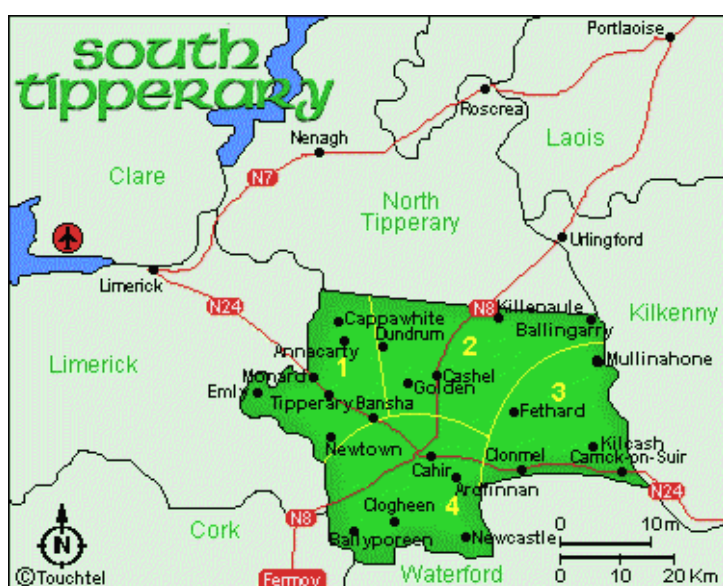 south
tipperary
Portlaoise
Roscrea
Laois
Nenagh
Clare
N7
North
Tipperary
Urlingford
Limerick
N24
N8
Killenaule
Kilkenny
Cappawhite
Ballingarry
Dundrum
2
Annacarty
Limerick
1
Mullinahone
Monard
Cashel
Emly
Golden
3
Tipperary
Bansha
Fethard
Newtown
Kilcash
Clonmel
Carrick-on-Suir
Cahir
Ardfinnan
N24
Clogheen
4
N8
Cork
0 10 m
Ballyporeen
Newcastle
N
0 10 20 Km
©Touchtel
Fermoy
Waterford